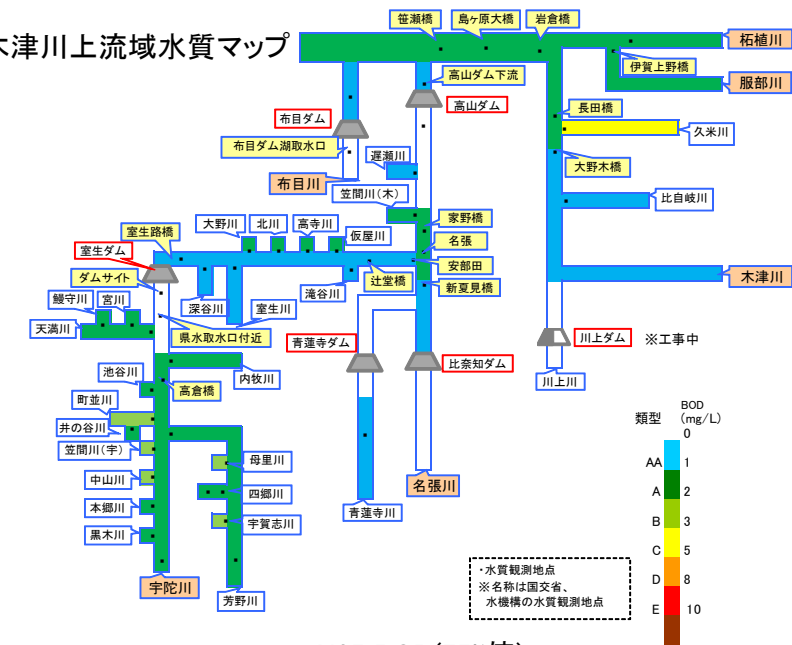 木津川上流域水質マップ
笹瀬橋
島ヶ原大橋
岩倉橋
柘植川
伊賀上野橋
服部川
高山ダム下流
高山ダム
長田橋
久米川
布目ダム
布目ダム湖取水口
布目川
遅瀬川
笠間川(木)
大野木橋
比自岐川
家野橋
名張
安部田
新夏見橋
木津川
室生路橋
大野川
北川
高寺川
仮屋川
室生ダム
ダムサイト
深谷川
室生川
滝谷川
辻堂橋
鰻守川
宮川
天満川
県水取水口付近
青蓮寺ダム
比奈知ダム
川上ダム
※工事中
川上川
池谷川
高倉橋
内牧川
町並川
井の谷川
笠間川(宇)
母里川
中山川
四郷川
本郷川
宇賀志川
黒木川
宇陀川
芳野川
青蓮寺川
名張川
類型
BOD
(mg/L)
0
AA 1
A 2
B 3
C 5
D 8
E 10
・水質観測地点
※名称は国交省、
水機構の水質観測地点